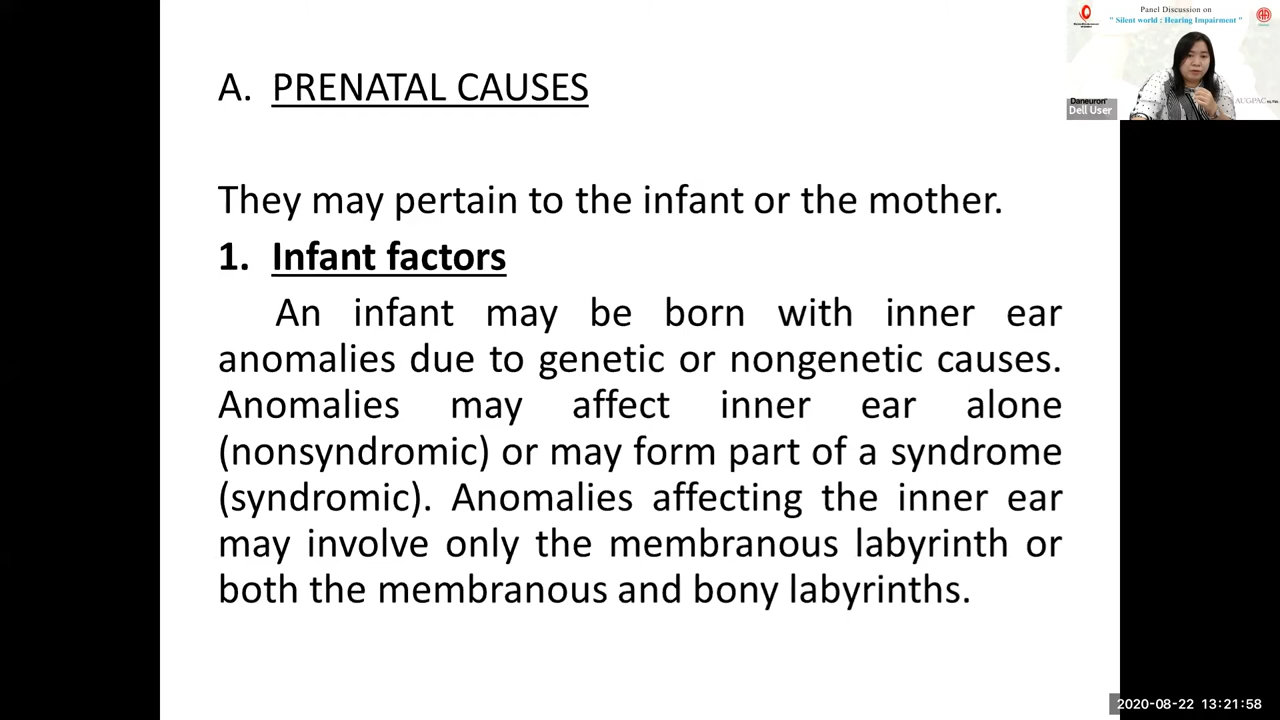 Panel Discussion on
" Silent world : Hearing Impairment "
Daneuron
Dell User
AUGPAC
A. PRENATAL CAUSES
They may pertain to the infant or the mother.
1. Infant factors
An infant may be born with inner ear
anomalies due to genetic or nongenetic causes.
Anomalies may affect inner ear alone
(nonsyndromic) or may form part of a syndrome
(syndromic). Anomalies affecting the inner ear
may involve only the membranous labyrinth or
both the membranous and bony labyrinths.
2020-08-22 13:21:58